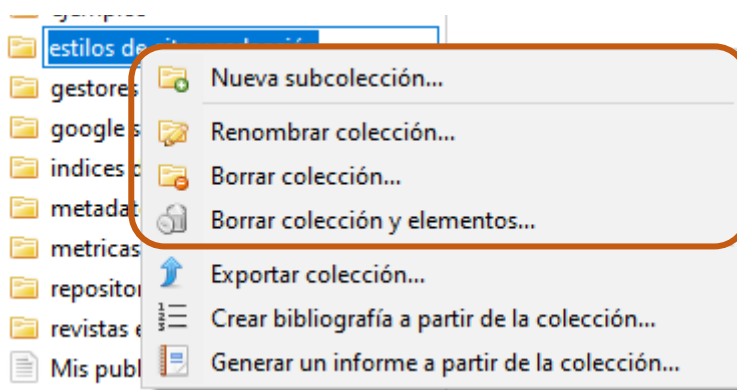 estilos de
gestores
google s
indices
metadat
metricas
reposito
revistas
Mis publ
Nueva subcolección...
Renombrar colección...
Borrar colección...
Borrar colección y elementos...
Exportar colección...
Crear bibliografía a partir de la colección...
Generar un informe a partir de la colección...